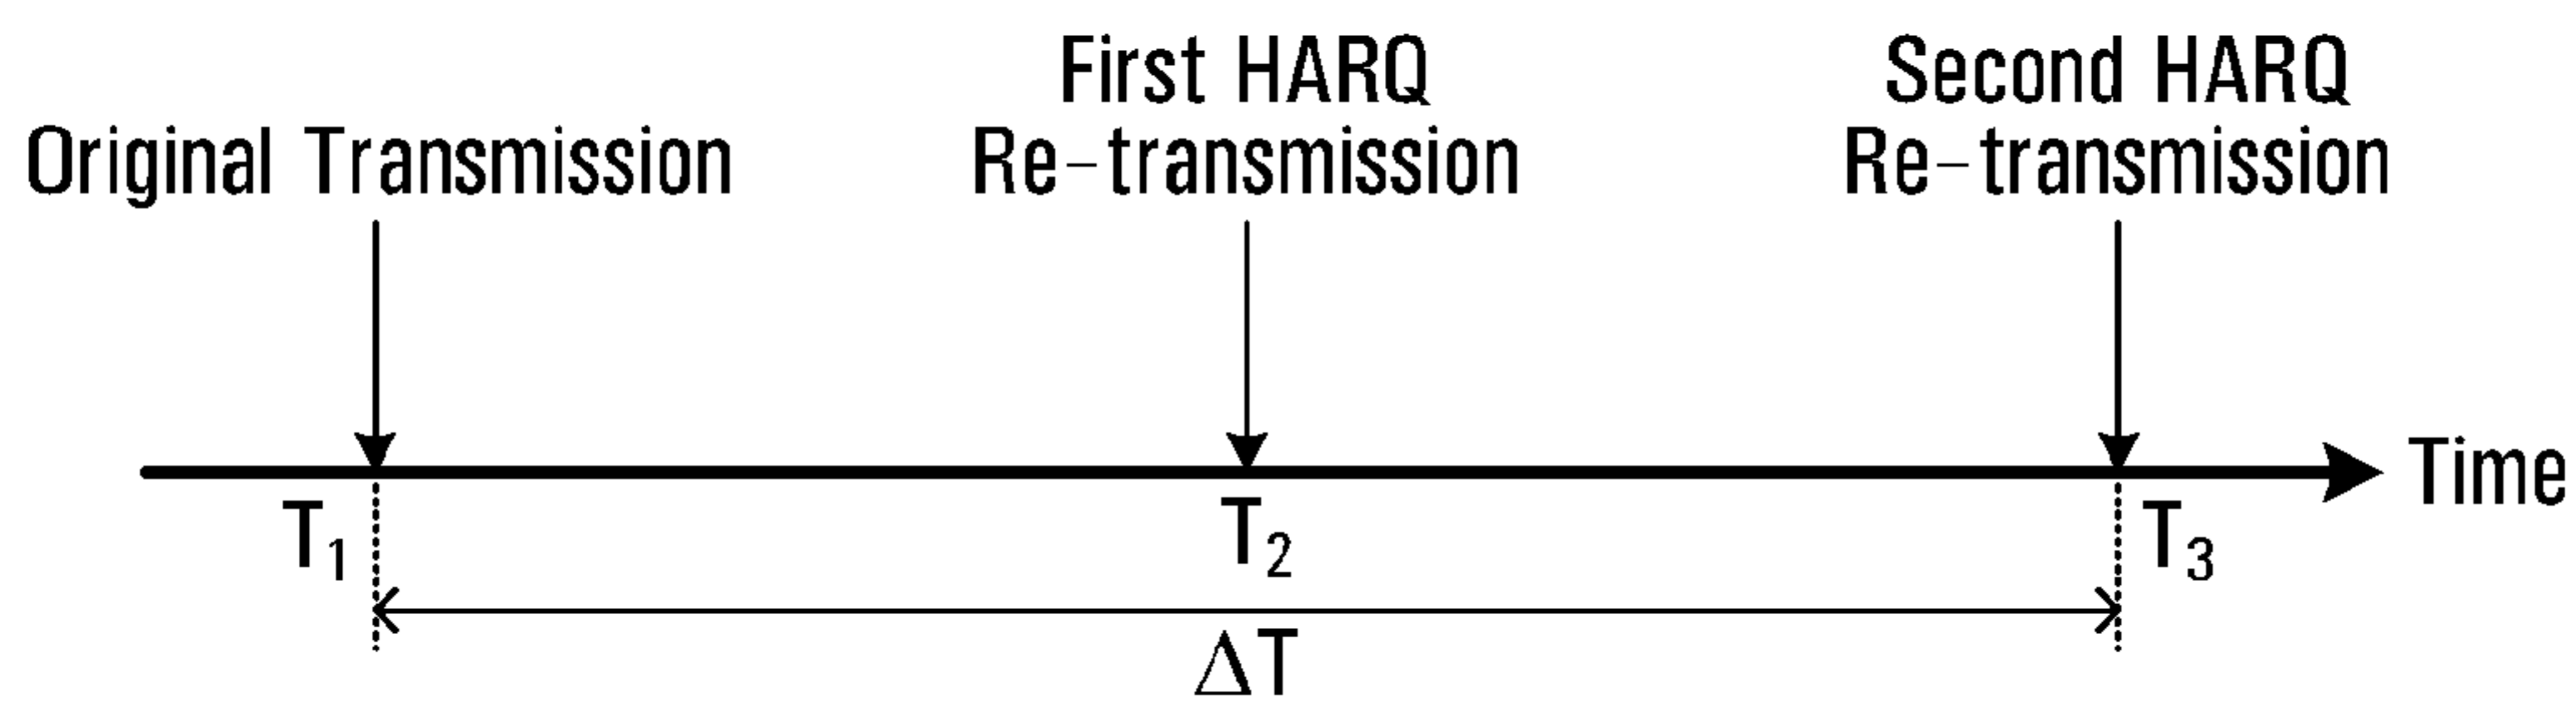 Original Transmission
First HARQ
Re-transmission
Second HARQ
Re-transmission
Time
T1
T2
T3
ΔT